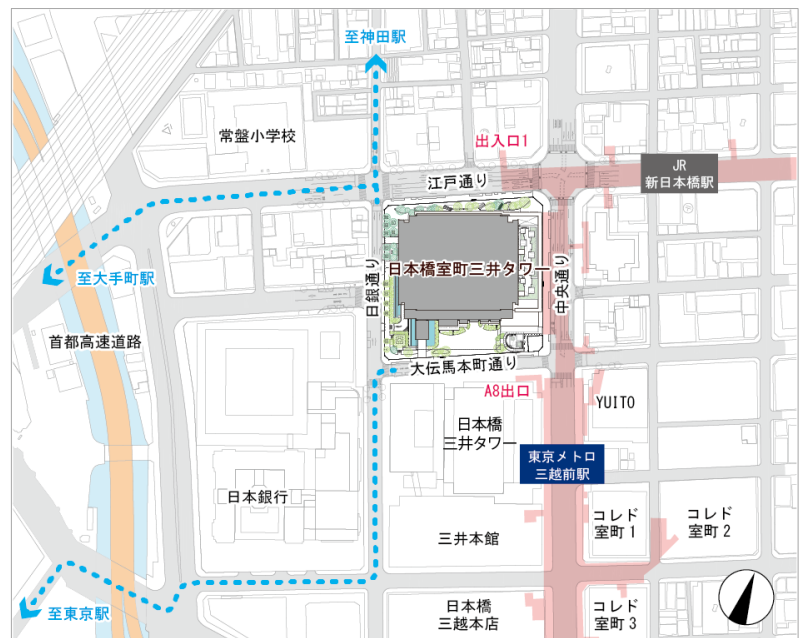 至神田駅
常盤小学校
出入口1
JR
新日本橋駅
江戸通り
日本橋室町三井タワー
至大手町駅
日銀通り
中央通り
首都高速道路
大伝馬本町通り
A8出口
YUITO
日本橋
三井タワー
東京メトロ
三越前駅
日本銀行
コレド
室町1
コレド
室町2
三井本館
至東京駅
日本橋
三越本店
コレド
室町3